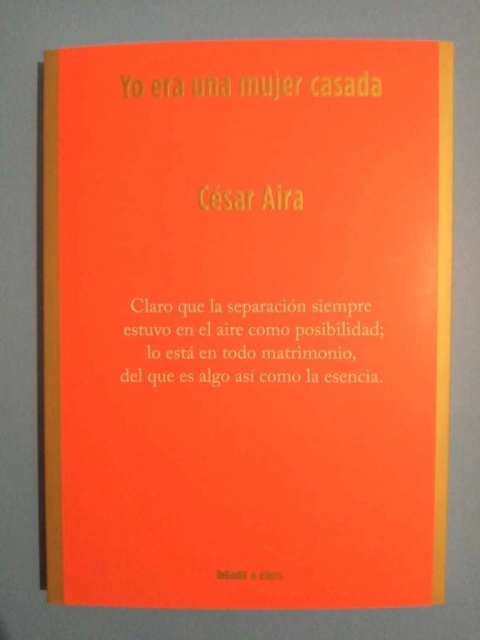 Yo era una mujer casada
César Aira
Claro que la separación siempre
estuvo en el aire como posibilidad;
lo está en todo matrimonio,
del que es algo así como la esencia.